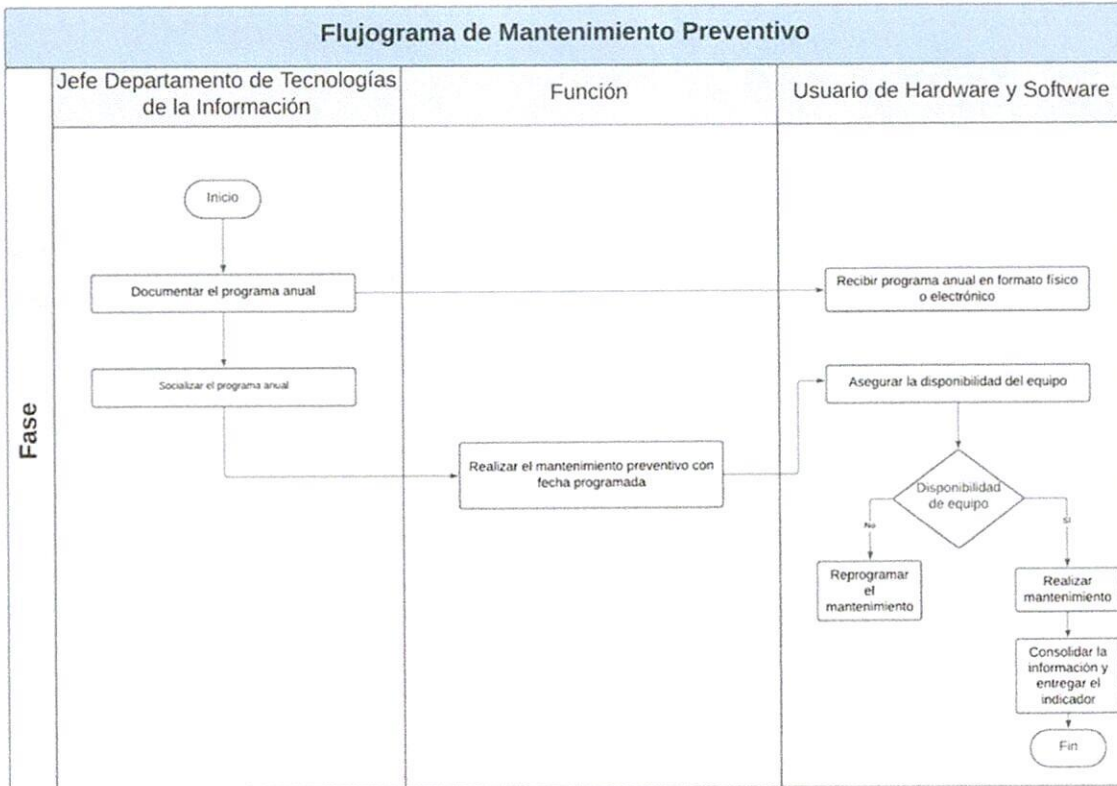 Flujograma de Mantenimiento Preventivo
Jefe Departamento de Tecnologías
de la Información
Función
Usuario de Hardware y Software
Fase
Inicio
Documentar el programa anual
Recibir programa anual en formato físico
o electrónico
Socializar el programa anual
Asegurar la disponibilidad del equipo
Realizar el mantenimiento preventivo con
fecha programada
Disponibilidad
de equipo
No
Si
Reprogramar
el
mantenimiento
Realizar
mantenimiento
Consolidar la
información y
entregar el
indicador
Fin